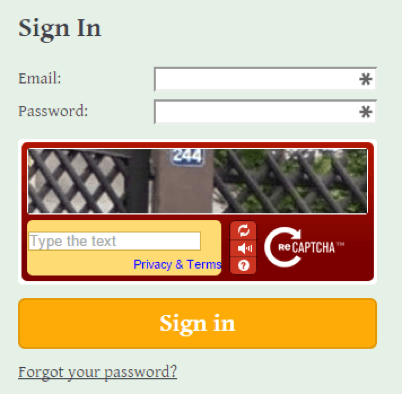 Sign In
Email:
Password:
244
Type the text
Privacy & Terms
reCAPTCHA™
Sign in
Forgot your password?